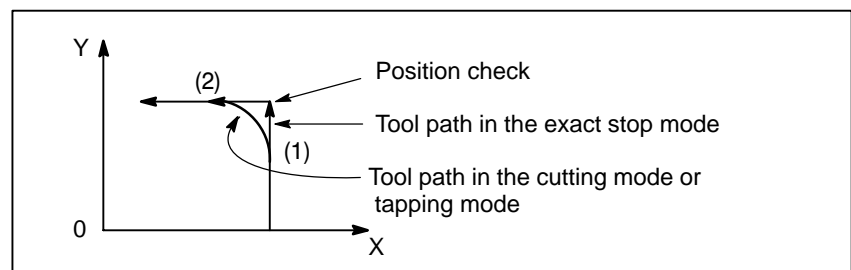 Y
(2)
Position check
Tool path in the exact stop mode
(1)
Tool path in the cutting mode or
tapping mode
0
X